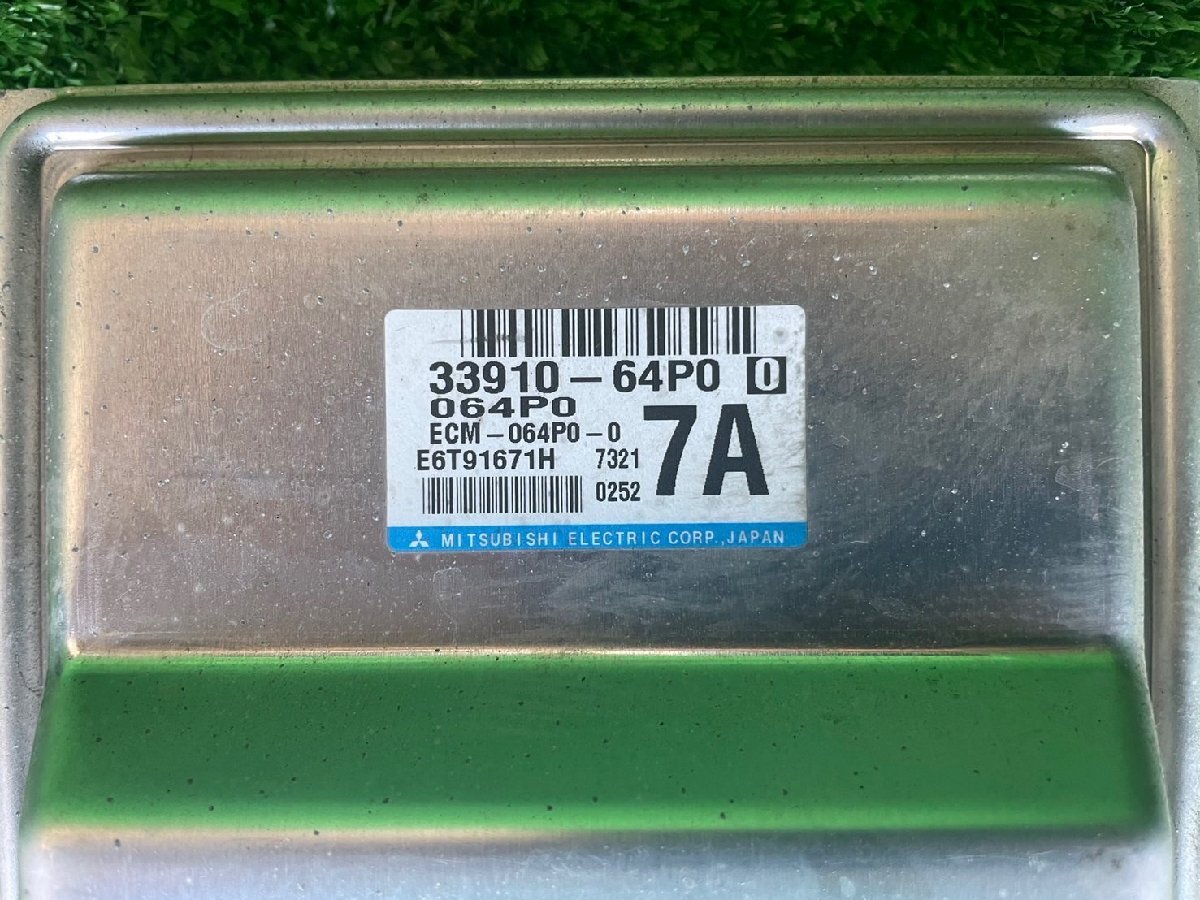 33910-64P0 0
064P0
ECM-064P0-0
7A
E6T91671H 7321
0252
MITSUBISHI ELECTRIC CORP., JAPAN